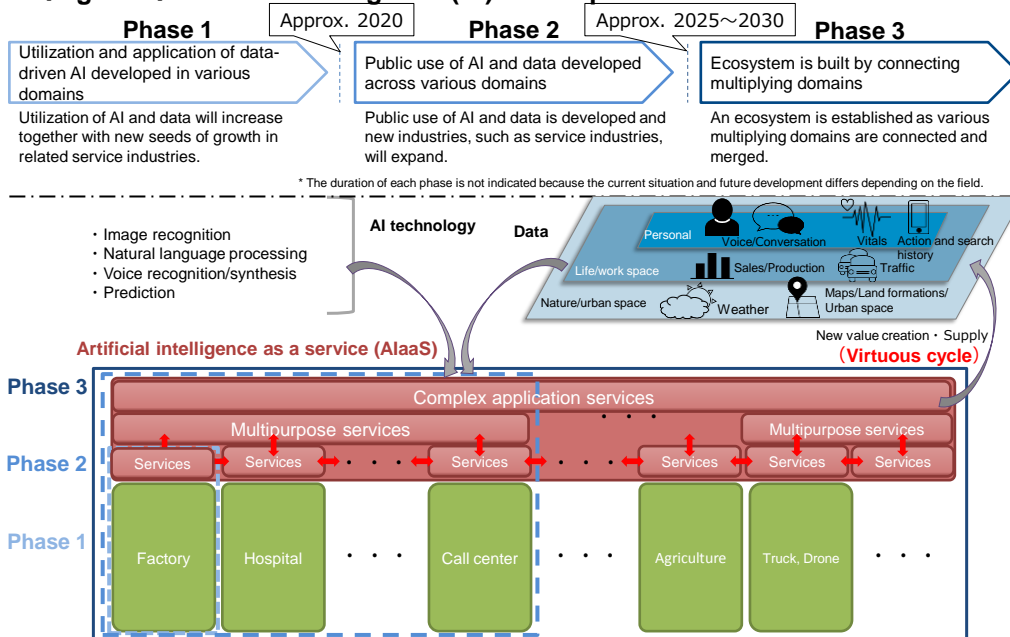 Phase 1
Approx. 2020
Phase 2
Approx. 2025～2030
Phase 3
Utilization and application of data-
driven AI developed in various
domains
Public use of AI and data developed
across various domains
Ecosystem is built by connecting
multiplying domains
Utilization of AI and data will increase
together with new seeds of growth in
related service industries.
Public use of AI and data is developed and
new industries, such as service industries,
will expand.
An ecosystem is established as various
multiplying domains are connected and
merged.
* The duration of each phase is not indicated because the current situation and future development differs depending on the field.
・Image recognition
・Natural language processing
・Voice recognition/synthesis
・Prediction
AI technology
Data
Personal
Voice/Conversation
Vitals
Action and search
history
Life/work space
Sales/Production
Traffic
Nature/urban space
Weather
Maps/Land formations/
Urban space
New value creation・Supply
（Virtuous cycle）
Artificial intelligence as a service (AIaaS)
Phase 3
Complex application services
・・・
Multipurpose services
Multipurpose services
Phase 2
Services
Services
・・・
Services
・・・
Services
Services
Services
Phase 1
Factory
Hospital
・・・
Call center
・・・
Agriculture
Truck, Drone
・・・